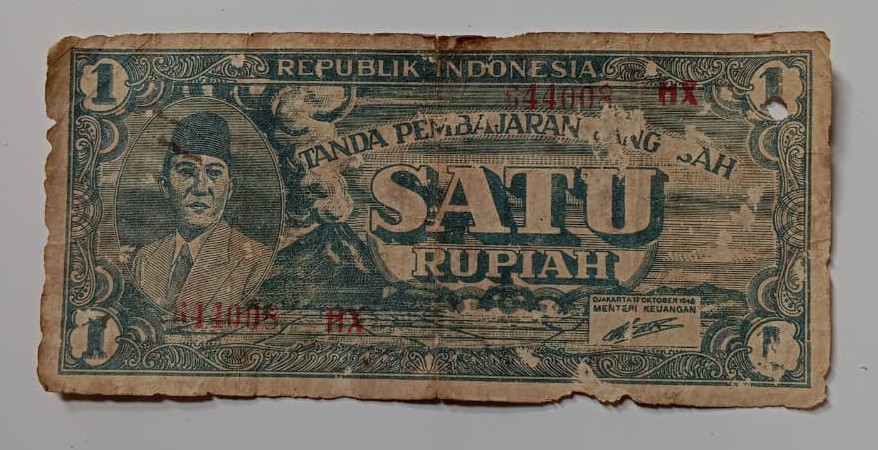 1 REPUBLIK INDONESIA 1
644008 HX
TANDA PEMBAJARAN SAH
SATU
RUPIAH
644008 HX
DJAKARTA 17 OKTOBER 1945
MENTERI KEUANGAN
1 1